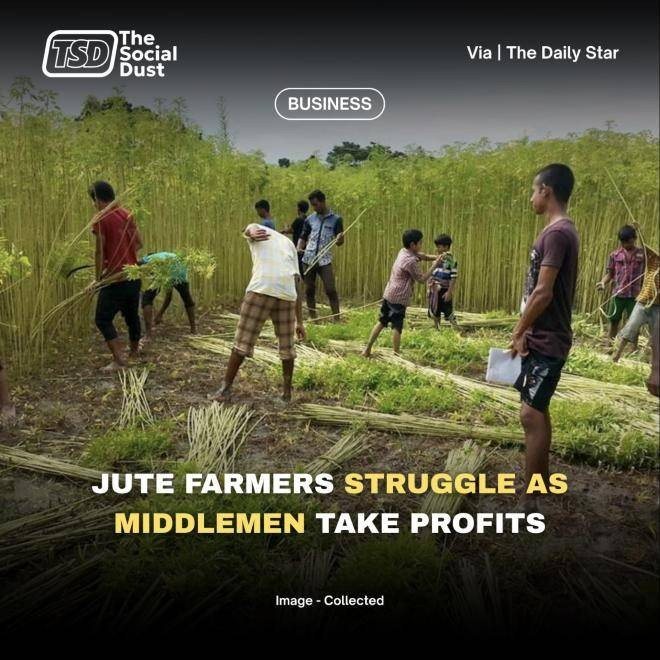 TSD
The
Social
Dust
Via | The Daily Star
BUSINESS
JUTE FARMERS STRUGGLE AS
MIDDLEMEN TAKE PROFITS
Image - Collected